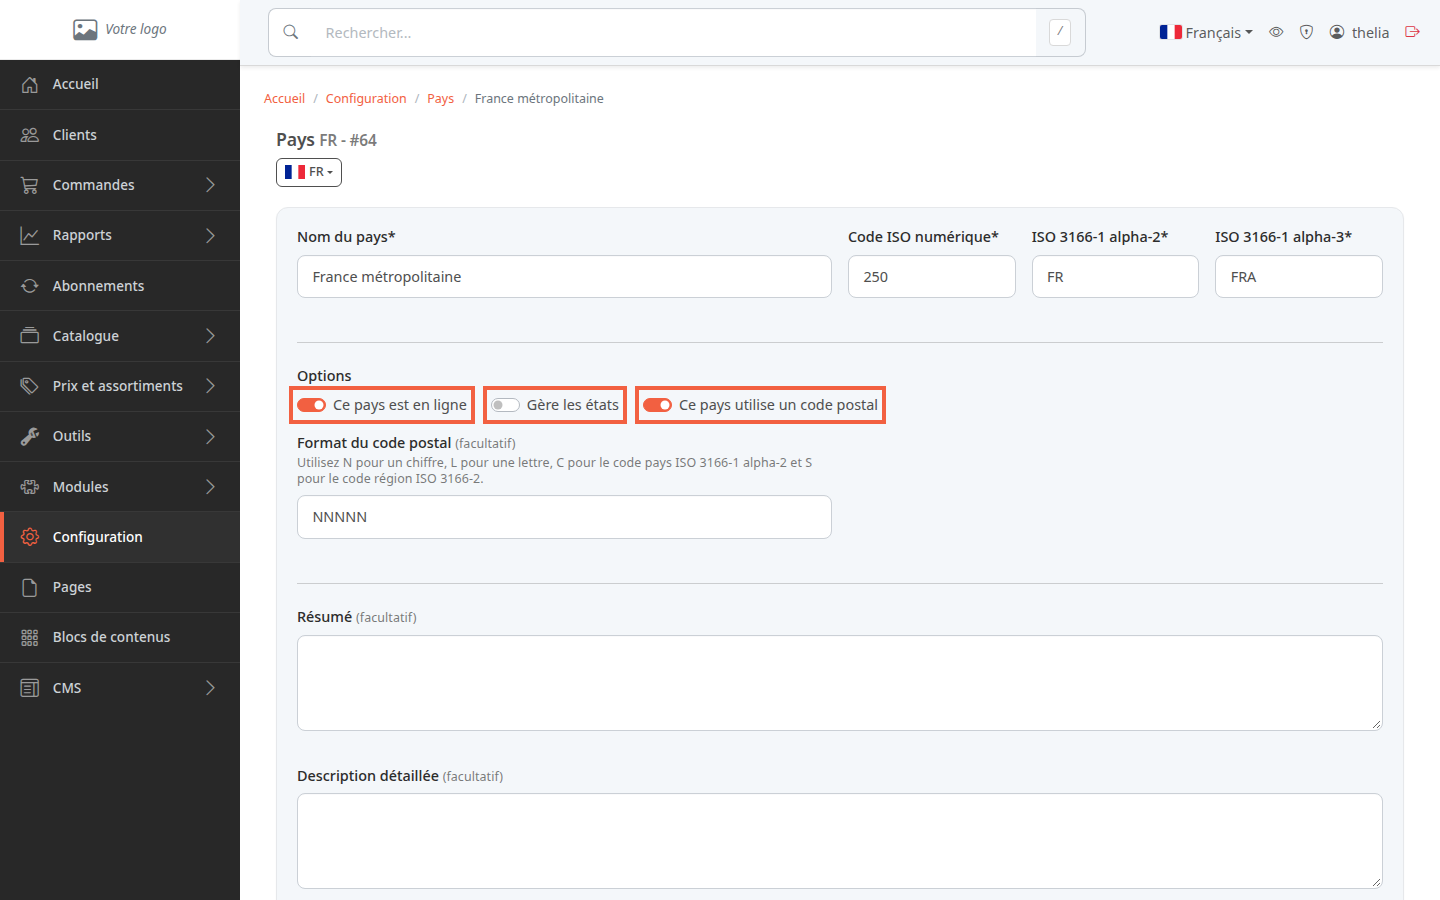 Votre logo
Rechercher...
/
Français
thelia
Accueil
Clients
Commandes
Rapports
Abonnements
Catalogue
Prix et assortiments
Outils
Modules
Configuration
Pages
Blocs de contenus
CMS
Accueil / Configuration / Pays / France métropolitaine
Pays FR - #64
FR
Nom du pays*
France métropolitaine
Code ISO numérique*
250
ISO 3166-1 alpha-2*
FR
ISO 3166-1 alpha-3*
FRA
Options
Ce pays est en ligne
Gère les états
Ce pays utilise un code postal
Format du code postal (facultatif)
Utilisez N pour un chiffre, L pour une lettre, C pour le code pays ISO 3166-1 alpha-2 et S
pour le code région ISO 3166-2.
NNNNN
Résumé (facultatif)
Description détaillée (facultatif)